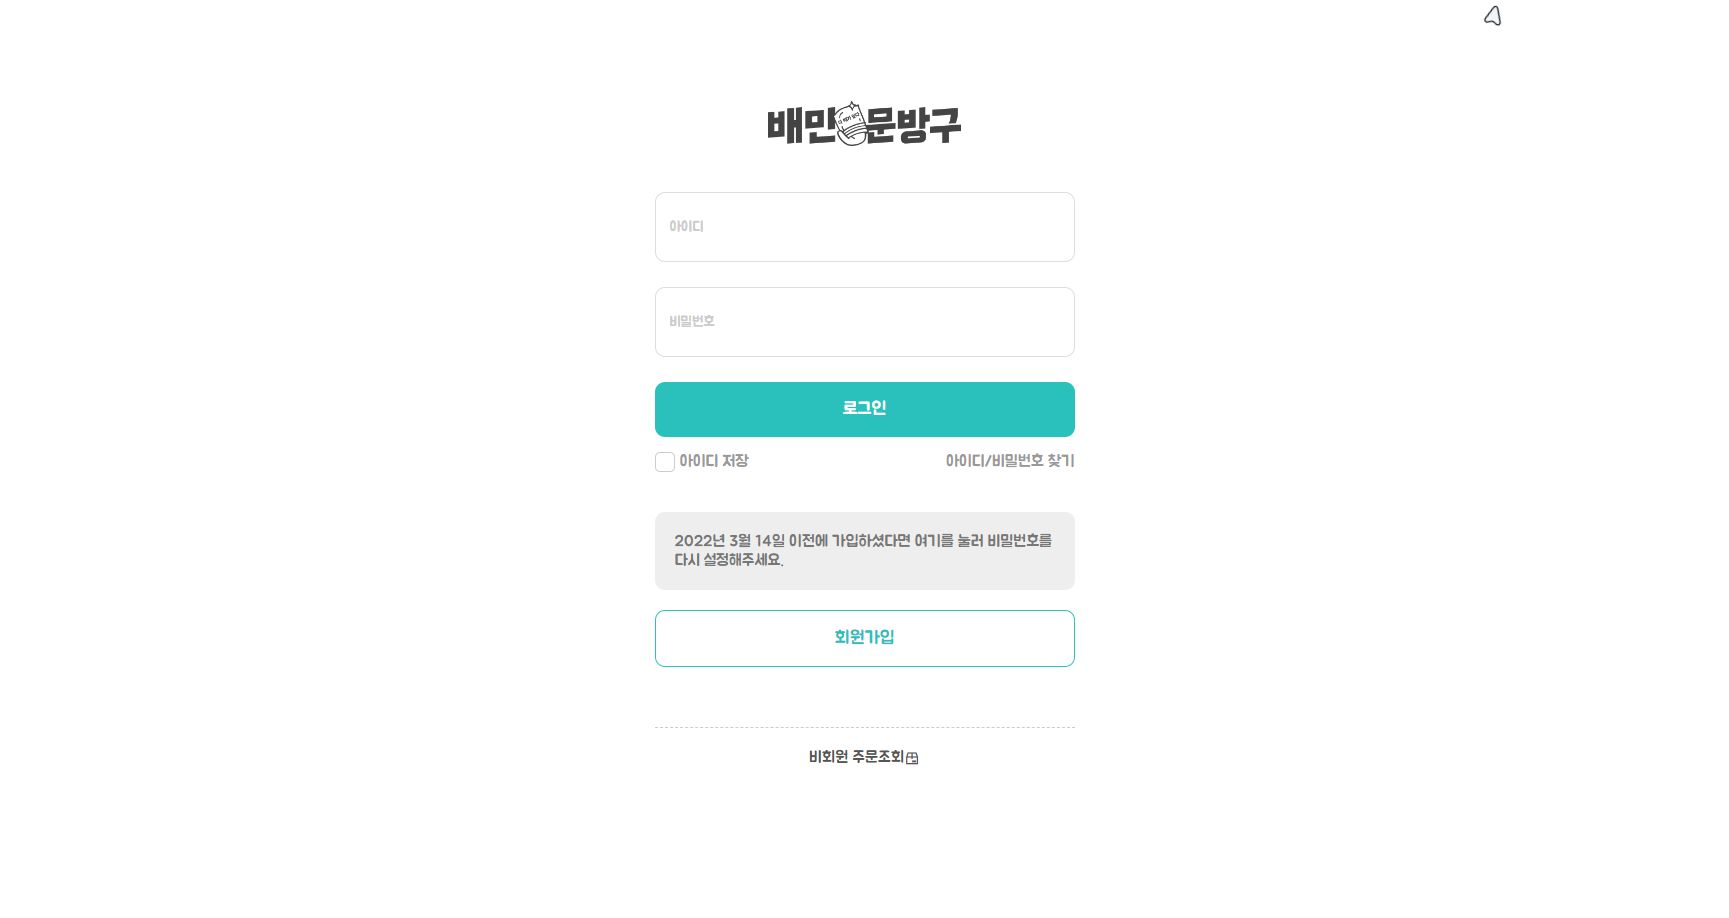 배민문방구
아이디
비밀번호
로그인
아이디 저장
아이디/비밀번호 찾기
2022년 3월 14일 이전에 가입하셨다면 여기를 눌러 비밀번호를
다시 설정해주세요.
회원가입
비회원 주문조회